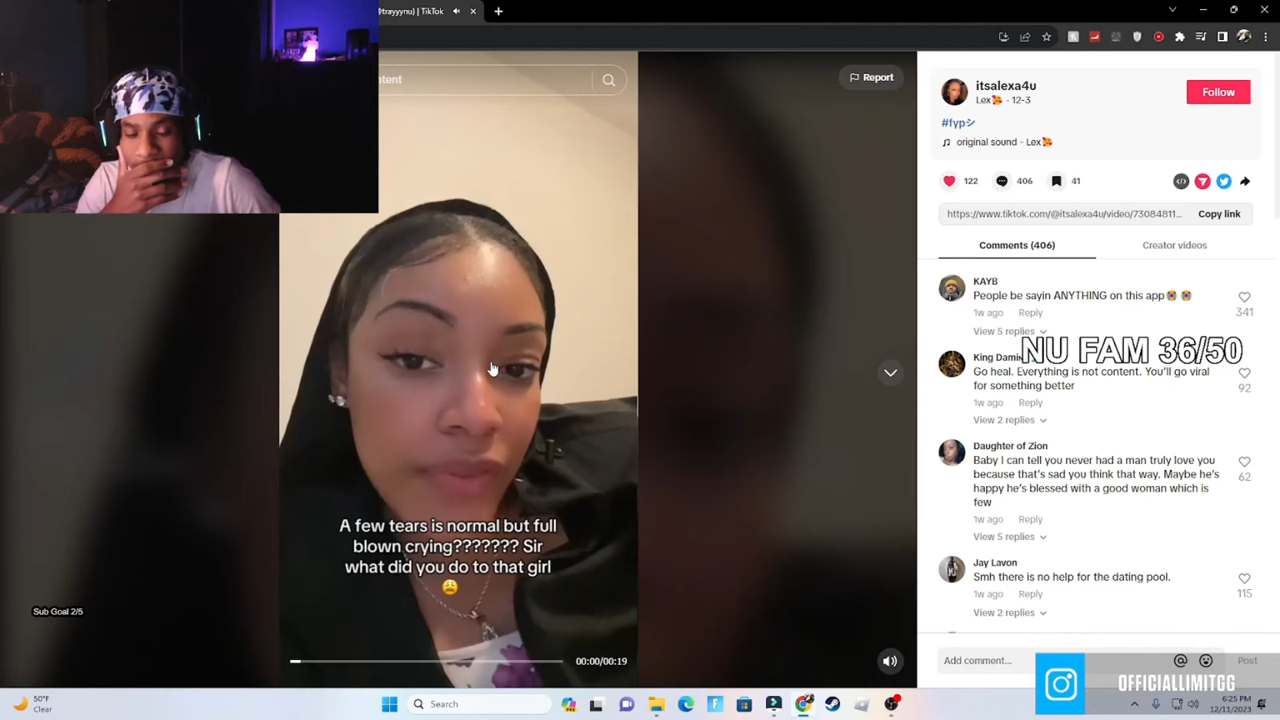 trayyynu) | TikTok
ntent
Report
A few tears is normal but full
blown crying??????? Sir
what did you do to that girl
😩
00:00/00:19
Sub Goal 2/5
itsalexa4u
Lex🥰 · 12-3
Follow
#fypシ
original sound - Lex🥰
122
406
41
https://www.tiktok.com/@itsalexa4u/video/73084811...
Copy link
Comments (406)
Creator videos
KAYB
People be sayin ANYTHING on this app😭 😭
341
1w ago
Reply
View 5 replies
NU FAM 36/50
King Dami
Go heal. Everything is not content. You'll go viral
for something better
92
1w ago
Reply
View 2 replies
Daughter of Zion
Baby I can tell you never had a man truly love you
because that's sad you think that way. Maybe he's
happy he's blessed with a good woman which is
few
62
1w ago
Reply
View 5 replies
Jay Lavon
Smh there is no help for the dating pool.
115
1w ago
Reply
View 2 replies
Add comment...
Post
OFFICIALLIMITGG
50°F
Clear
Search
6:25 PM
12/11/2023